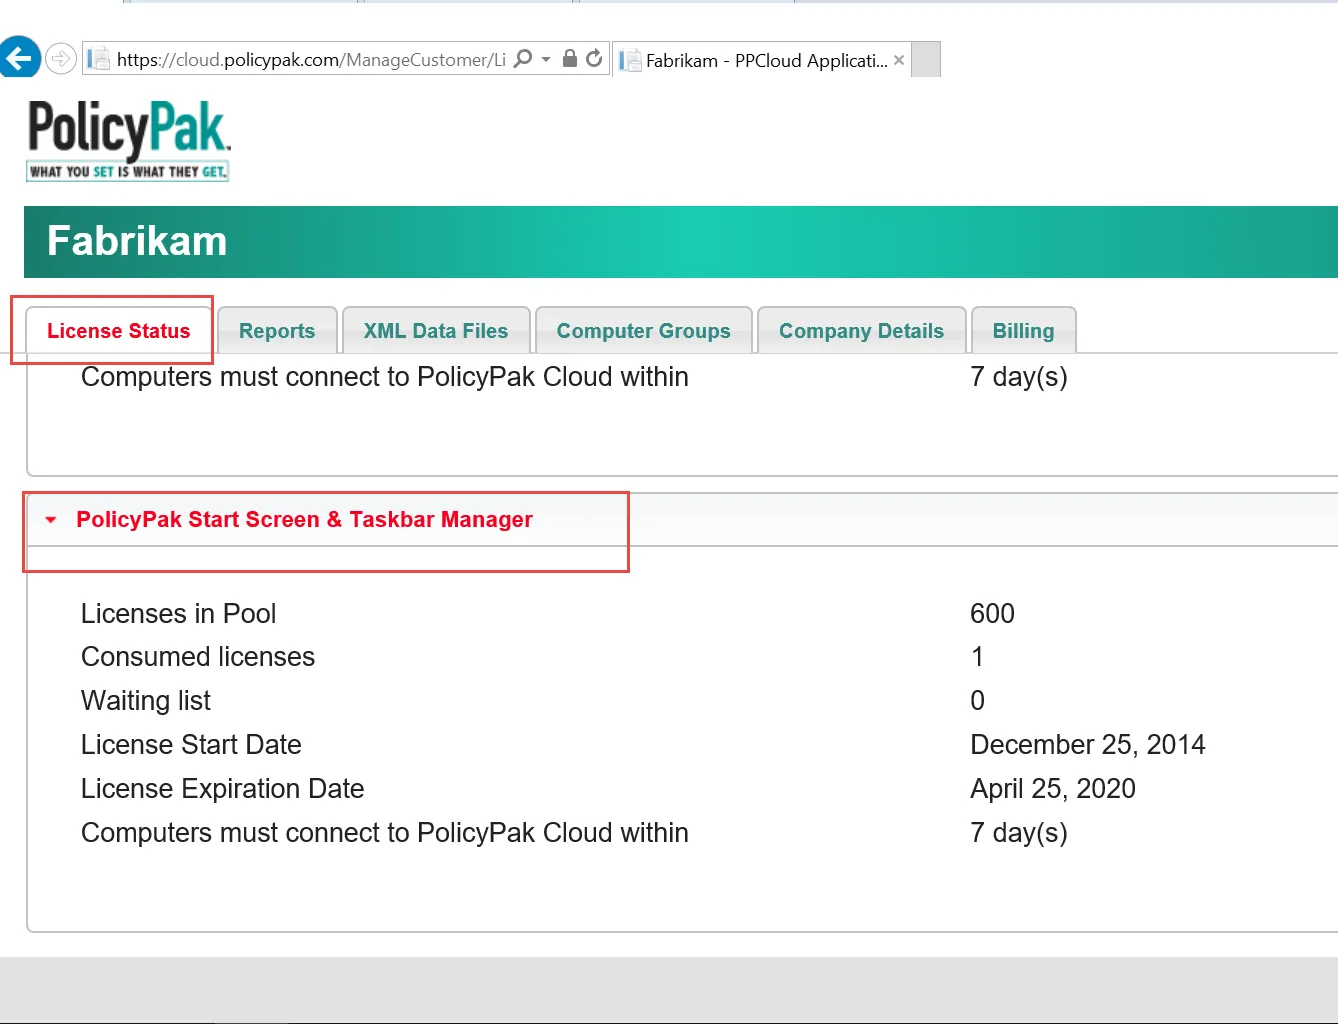 https://cloud.policypak.com/ManageCustomer/Li
Fabrikam - PPCloud Applicati...
PolicyPak
WHAT YOU SET IS WHAT THEY GET.
Fabrikam
License Status Reports XML Data Files Computer Groups Company Details Billing
Computers must connect to PolicyPak Cloud within 7 day(s)
PolicyPak Start Screen & Taskbar Manager
Licenses in Pool 600
Consumed licenses 1
Waiting list 0
License Start Date December 25, 2014
License Expiration Date April 25, 2020
Computers must connect to PolicyPak Cloud within 7 day(s)